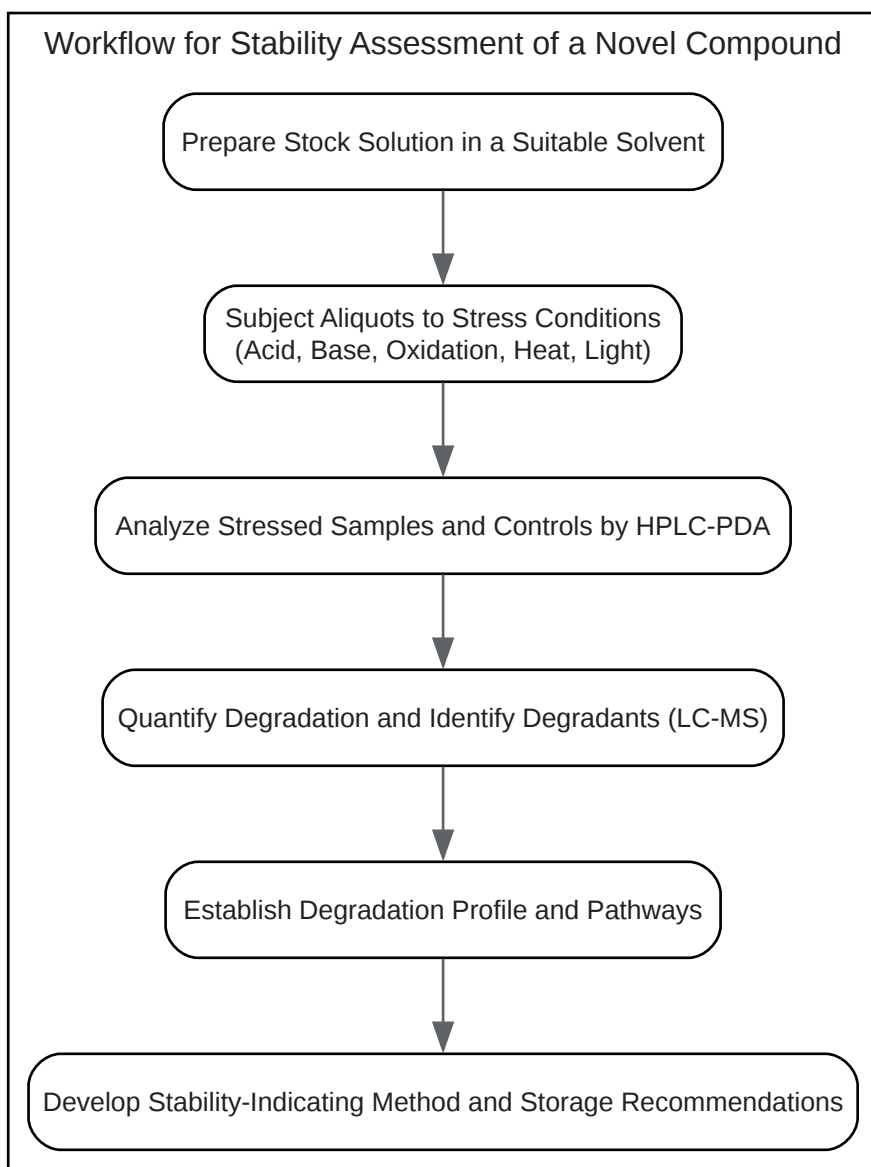 Workflow for Stability Assessment of a Novel Compound
Prepare Stock Solution in a Suitable Solvent
Subject Aliquots to Stress Conditions
(Acid, Base, Oxidation, Heat, Light)
Analyze Stressed Samples and Controls by HPLC-PDA
Quantify Degradation and Identify Degradants (LC-MS)
Establish Degradation Profile and Pathways
Develop Stability-Indicating Method and Storage Recommendations